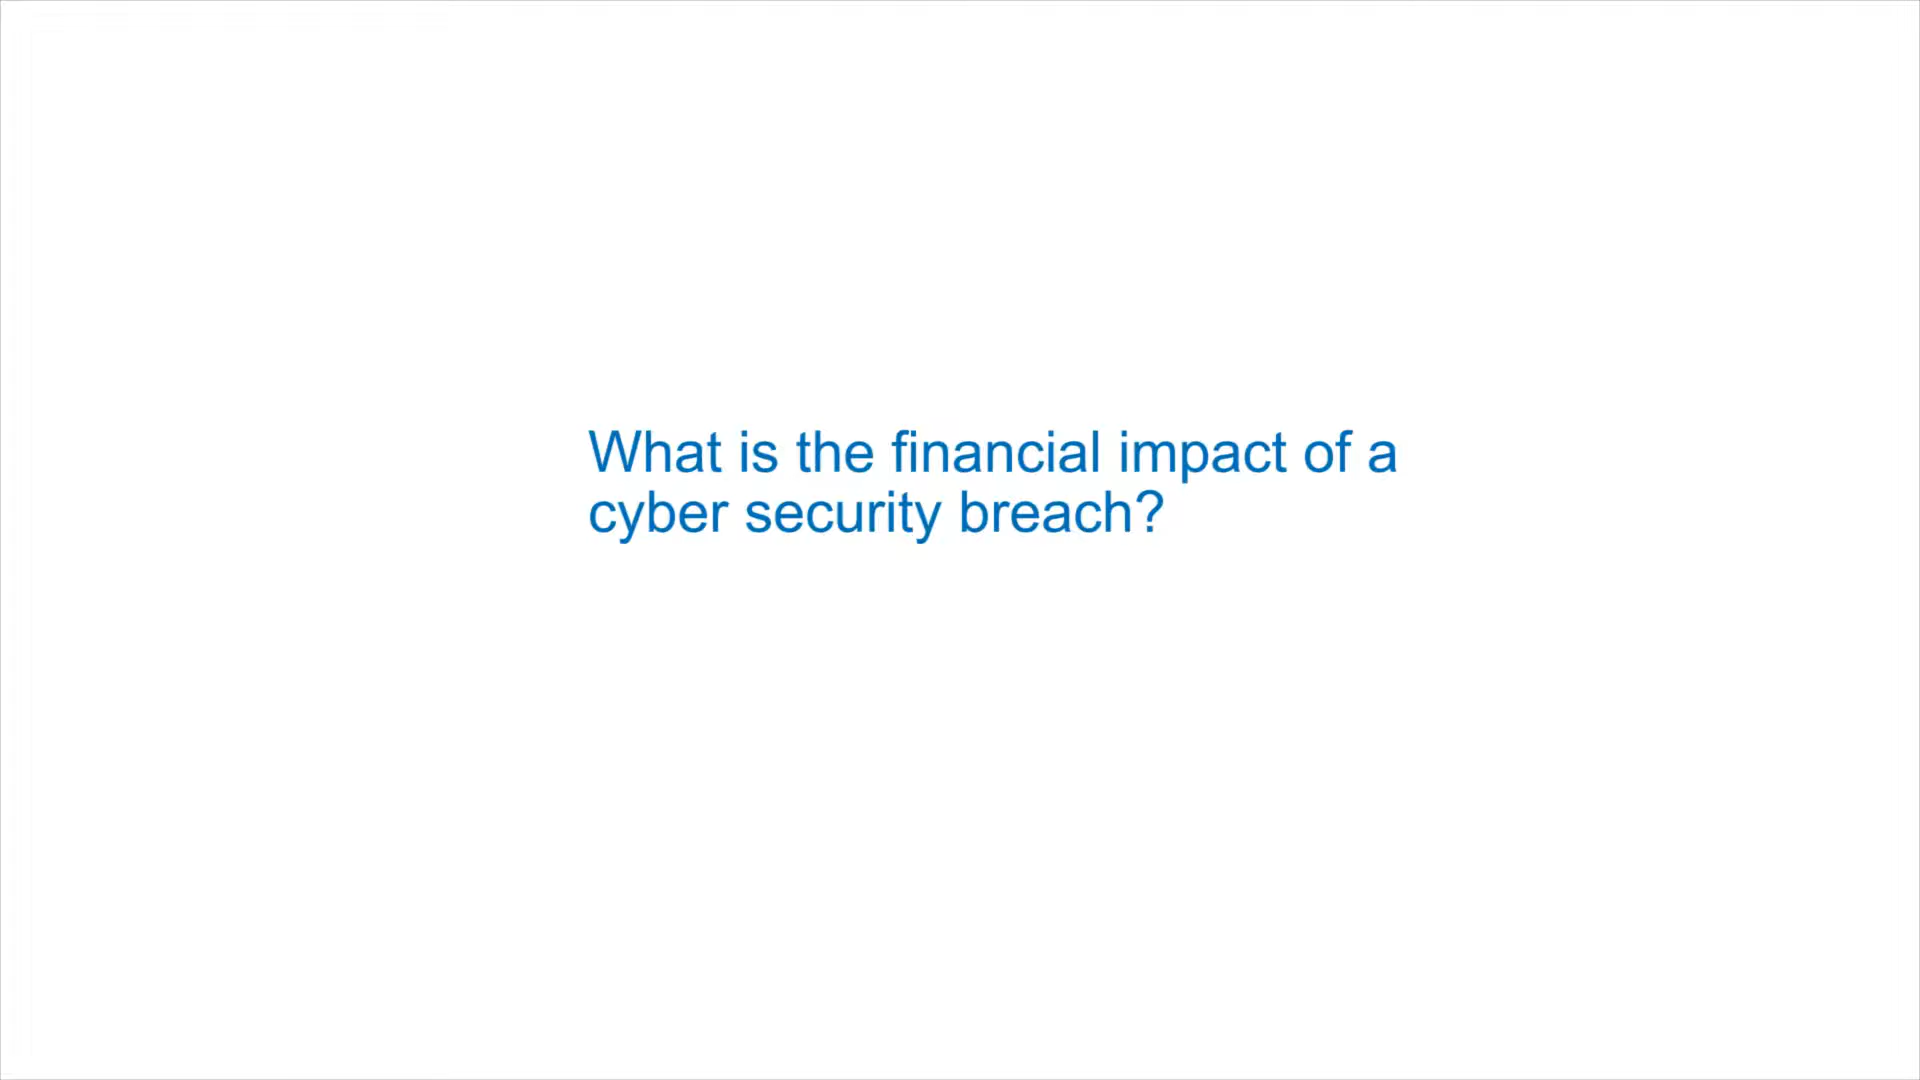 What is the financial impact of a
cyber security breach?